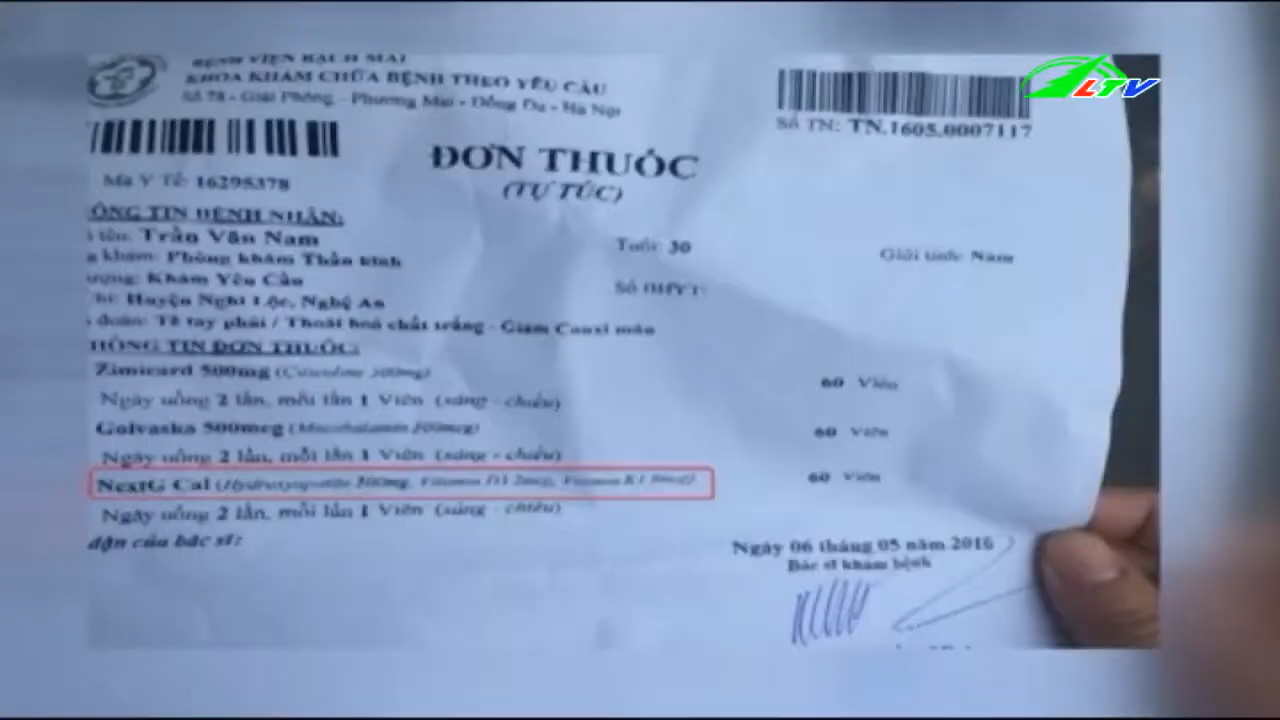 BỆNH VIỆN BẠCH MAI
KHOA KHÁM CHỮA BỆNH THEO YÊU CẦU
Số 78 - Giải Phóng - Phương Mai - Đống Đa - Hà Nội
LTV
Số TN: TN.1605.0007117
Mã Y Tế: 16295378
ĐƠN THUỐC
(TỰ TÚC)
ÔNG TIN BỆNH NHÂN:
tên: Trần Văn Nam Tuổi: 30 Giới tính: Nam
khám: Phòng khám Thần kinh
ượng: Khám Yêu Cầu Số BHYT:
chỉ: Huyện Nghi Lộc, Nghệ An
đoán: Tê tay phải / Thoái hoá chất trắng - Giảm Canxi máu
HÔNG TIN ĐƠN THUỐC:
Zimicard 500mg 60 Viên
Ngày uống 2 lần, mỗi lần 1 Viên (sáng - chiều)
Golvaska 500mcg 60 Viên
Ngày uống 2 lần, mỗi lần 1 Viên (sáng - chiều)
NextG Cal 60 Viên
Ngày uống 2 lần, mỗi lần 1 Viên (sáng - chiều)
dặn của bác sĩ:
Ngày 06 tháng 05 năm 2016
Bác sĩ khám bệnh